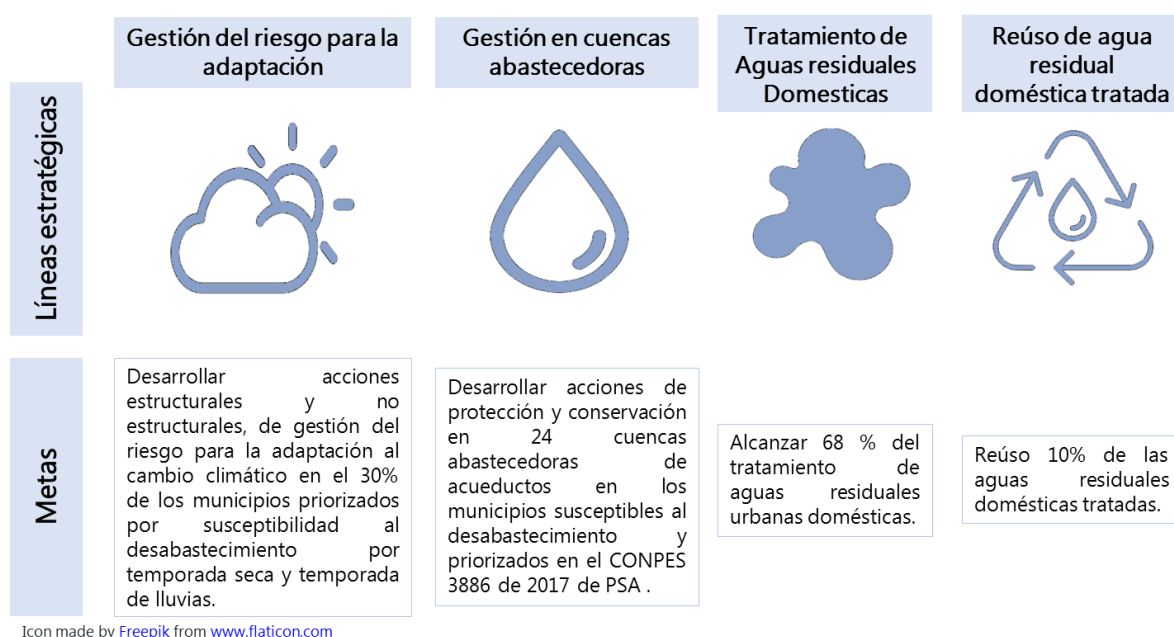 Gestión del riesgo para la
adaptación
Gestión en cuencas
abastecedoras
Tratamiento de
Aguas residuales
Domesticas
Reúso de agua
residual
doméstica tratada
Líneas estratégicas
Metas
Desarrollar acciones
estructurales y no
estructurales, de gestión del
riesgo para la adaptación al
cambio climático en el 30%
de los municipios priorizados
por susceptibilidad al
desabastecimiento por
temporada seca y temporada
de lluvias.
Desarrollar acciones de
protección y conservación
en 24 cuencas
abastecedoras de
acueductos en los
municipios susceptibles al
desabastecimiento y
priorizados en el CONPES
3886 de 2017 de PSA .
Alcanzar 68 % del
tratamiento de
aguas residuales
urbanas domésticas.
Reúso 10% de las
aguas residuales
domésticas tratadas.
Icon made by Freepik from www.flaticon.com